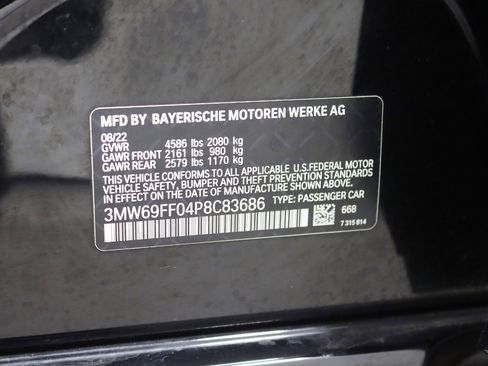 MFD BY BAYERISCHE MOTOREN WERKE AG
08/22
GVWR 4586 lbs 2080 kg
GAWR FRONT 2161 lbs 980 kg
GAWR REAR 2579 lbs 1170 kg
THIS VEHICLE CONFORMS TO ALL APPLICABLE U.S.FEDERAL MOTOR
VEHICLE SAFETY, BUMPER, AND THEFT PREVENTION STANDARDS
IN EFFECT ON THE DATE OF MANUFACTURE SHOWN ABOVE.
3MW69FF04P8C83686 TYPE: PASSENGER CAR
668
7 315 814